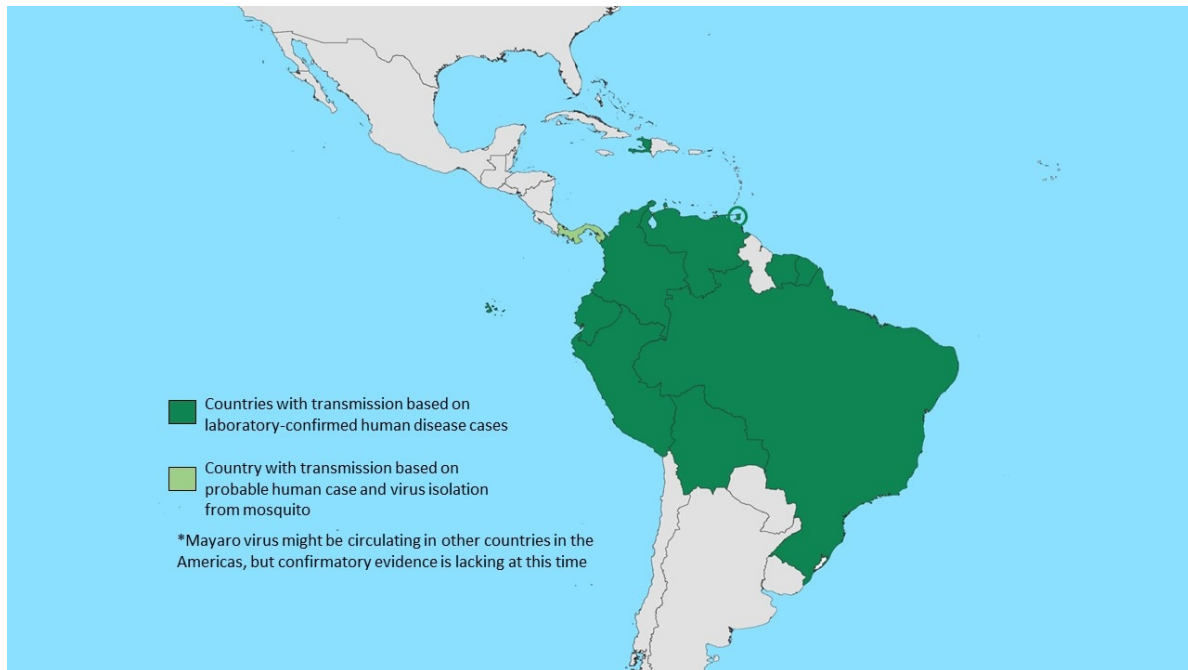 Countries with transmission based on
laboratory-confirmed human disease cases
Country with transmission based on
probable human case and virus isolation
from mosquito
*Mayaro virus might be circulating in other countries in the
Americas, but confirmatory evidence is lacking at this time